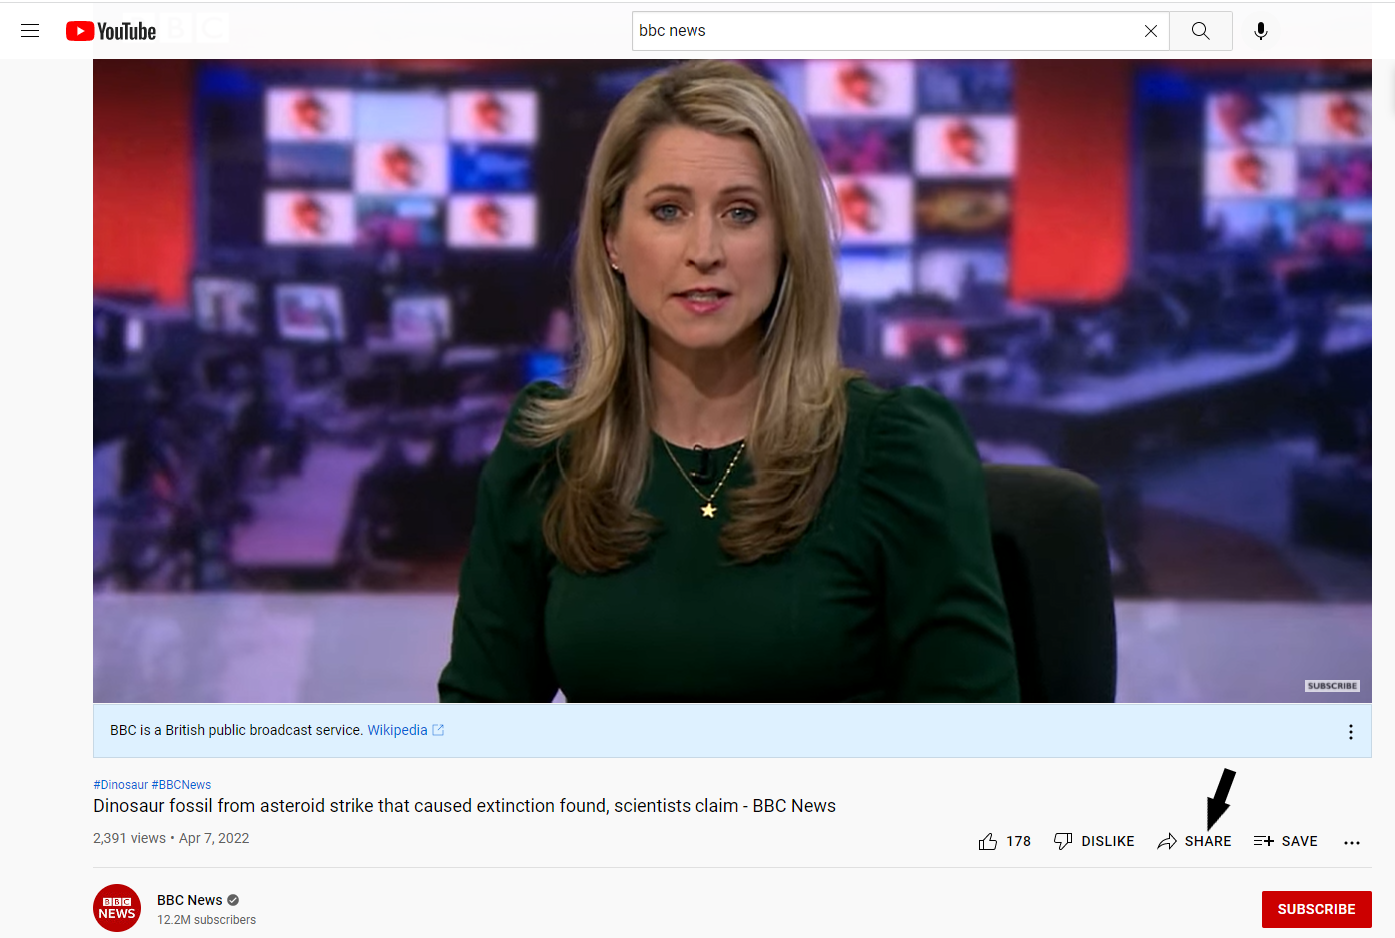 YouTube
BBC
bbc news
SUBSCRIBE
BBC is a British public broadcast service. Wikipedia
#Dinosaur #BBCNews
Dinosaur fossil from asteroid strike that caused extinction found, scientists claim - BBC News
2,391 views • Apr 7, 2022
178 DISLIKE SHARE SAVE
BBC
NEWS
BBC News
12.2M subscribers
SUBSCRIBE